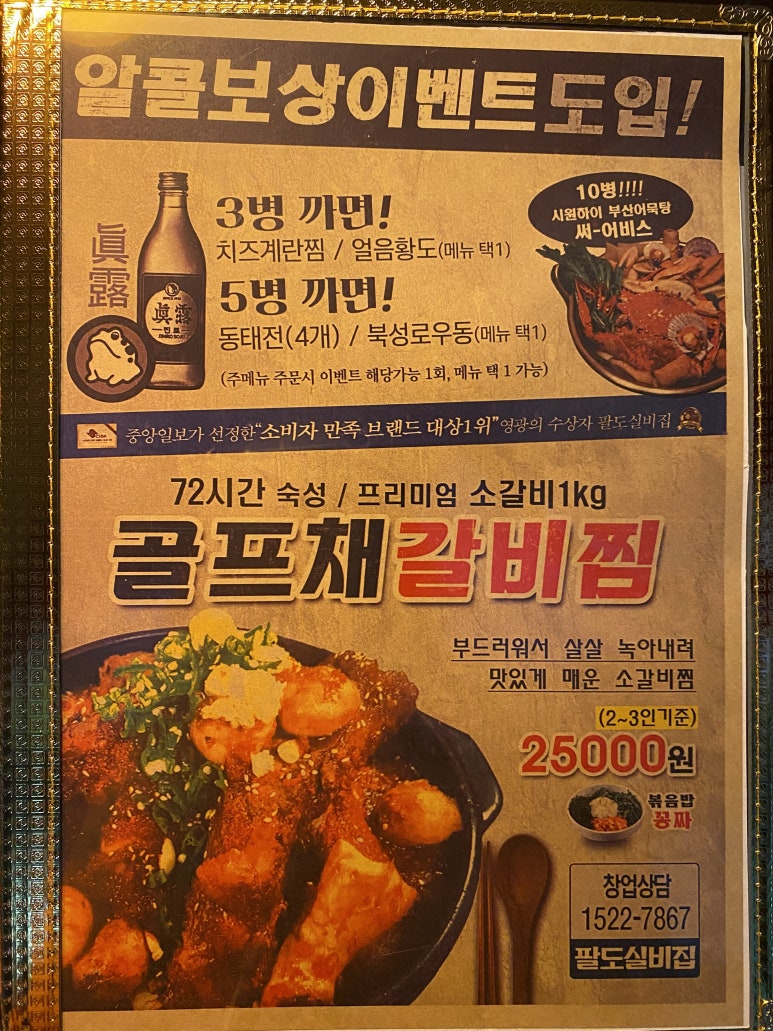 알콜보상이벤트도입!
眞露
3병 까면!
치즈계란찜 / 얼음황도(메뉴 택1)
5병 까면!
동태전(4개) / 북성로우동(메뉴 택1)
(주메뉴 주문시 이벤트 해당가능 1회, 메뉴 택 1 가능)
10병!!!!
시원하이 부산어묵탕
써-어비스
중앙일보가 선정한 "소비자 만족 브랜드 대상1위" 영광의 수상자 팔도실비집
72시간 숙성 / 프리미엄 소갈비1kg
골프채갈비찜
부드러워서 살살 녹아내려
맛있게 매운 소갈비찜
(2~3인기준)
25000원
볶음밥
꽁짜
창업상담
1522-7867
팔도실비집